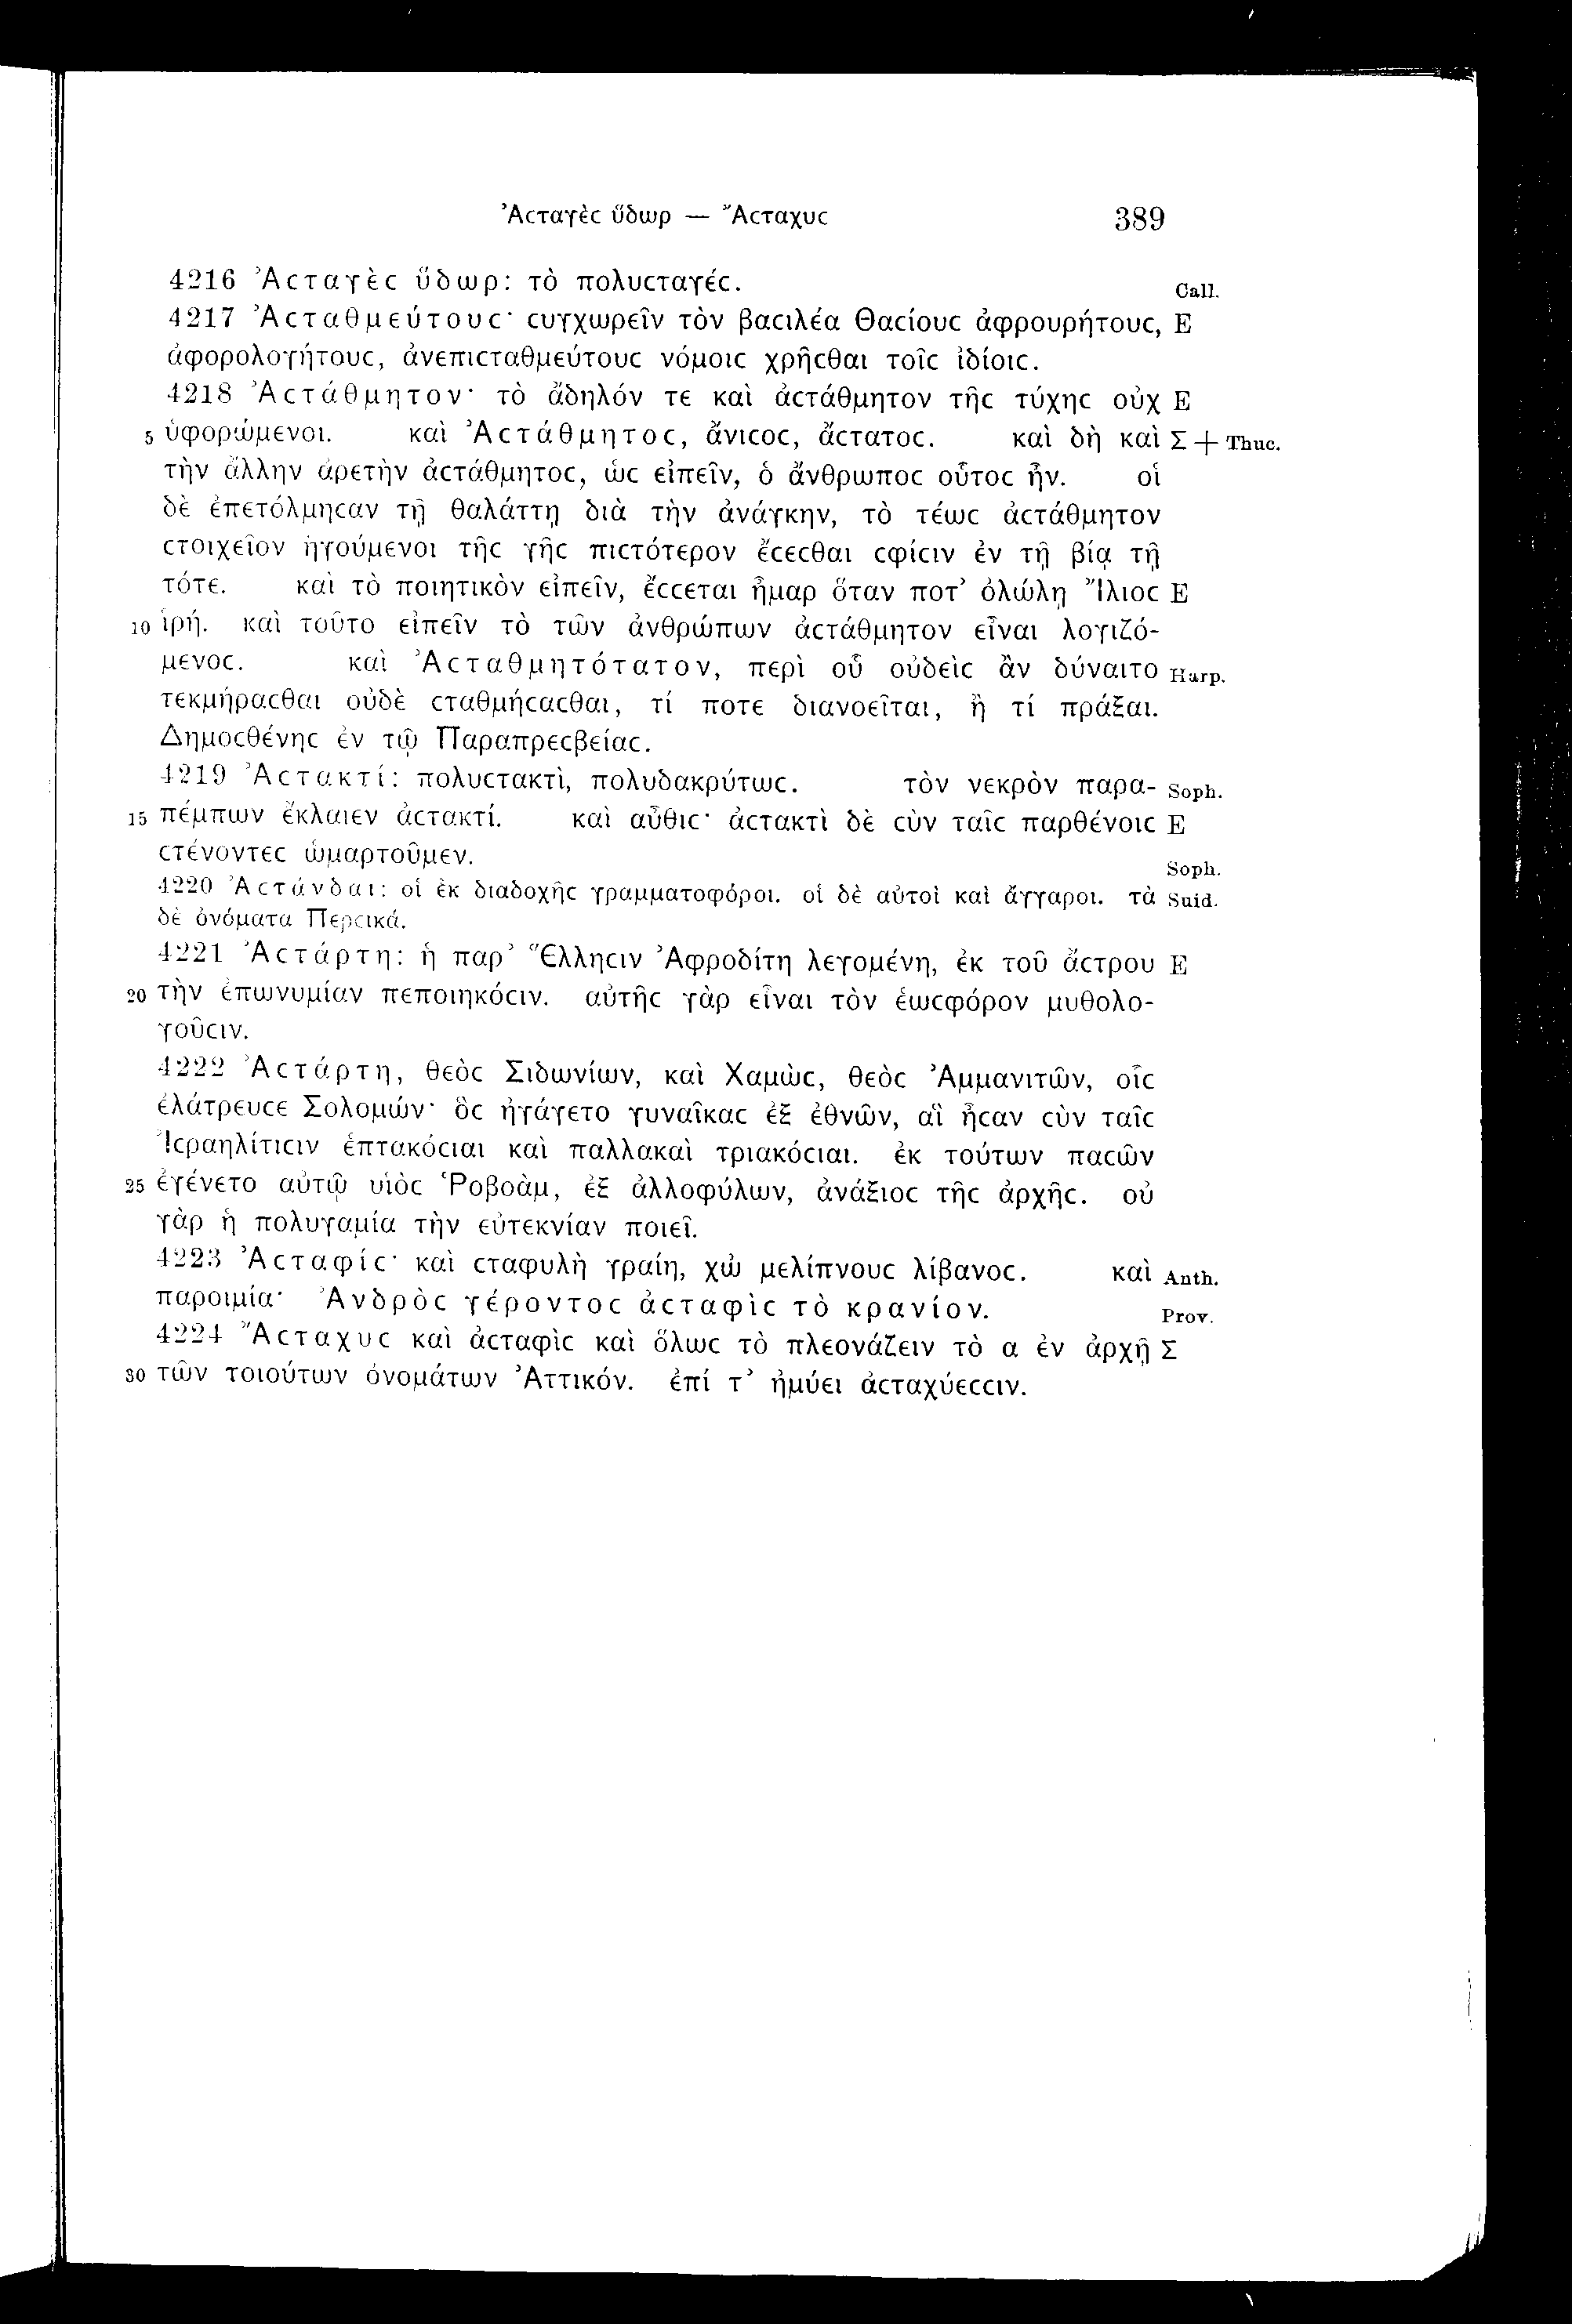 Ἀϲταγὲϲ ὕδωρ — Ἄϲταχυϲ 389
4216 Ἀϲταγὲϲ ὕδωρ: τὸ πολυϲταγέϲ. Call.
4217 Ἀϲταθμεύτουϲ· ϲυγχωρεῖν τὸν βαϲιλέα Θαϲίουϲ ἀφρουρήτουϲ, E
ἀφορολογήτουϲ, ἀνεπιϲταθμεύτουϲ νόμοιϲ χρῆϲθαι τοῖϲ ἰδίοιϲ.
4218 Ἀϲτάθμητον· τὸ ἄδηλόν τε καὶ ἀϲτάθμητον τῆϲ τύχηϲ οὐχ E
5 ὑφορώμενοι. καὶ Ἀϲτάθμητοϲ, ἄνιϲοϲ, ἄϲτατοϲ. καὶ δὴ καὶ Σ + Thuc.
τὴν ἄλλην ἀρετὴν ἀϲτάθμητοϲ, ὡϲ εἰπεῖν, ὁ ἄνθρωποϲ οὗτοϲ ἦν. οἱ
δὲ ἐπετόλμηϲαν τῇ θαλάττῃ διὰ τὴν ἀνάγκην, τὸ τέωϲ ἀϲτάθμητον
ϲτοιχεῖον ἡγούμενοι τῆϲ γῆϲ πιϲτότερον ἔϲεϲθαι ϲφίϲιν ἐν τῇ βίᾳ τῇ
τότε. καὶ τὸ ποιητικὸν εἰπεῖν, ἔϲϲεται ἦμαρ ὅταν ποτ’ ὀλώλῃ Ἴλιοϲ E
10 ἱρή. καὶ τοῦτο εἰπεῖν τὸ τῶν ἀνθρώπων ἀϲτάθμητον εἶναι λογιζό-
μενοϲ. καὶ Ἀϲταθμητότατον, περὶ οὗ οὐδεὶϲ ἂν δύναιτο Harp.
τεκμήραϲθαι οὐδὲ ϲταθμήϲαϲθαι, τί ποτε διανοεῖται, ἢ τί πράξαι.
Δημοϲθένηϲ ἐν τῷ Παραπρεϲβείαϲ.
4219 Ἀϲτακτί: πολυϲτακτὶ, πολυδακρύτωϲ. τὸν νεκρὸν παρα- Soph.
15 πέμπων ἔκλαιεν ἀϲτακτί. καὶ αὖθιϲ· ἀϲτακτὶ δὲ ϲὺν ταῖϲ παρθένοιϲ E
ϲτένοντεϲ ὡμαρτοῦμεν. Soph.
4220 Ἀϲτάνδαι: οἱ ἐκ διαδοχῆϲ γραμματοφόροι. οἱ δὲ αὐτοὶ καὶ ἄγγαροι. τὰ Suid.
δὲ ὀνόματα Περϲικά.
4221 Ἀϲτάρτη: ἡ παρ’ Ἕλληϲιν Ἀφροδίτη λεγομένη, ἐκ τοῦ ἄϲτρου E
20 τὴν ἐπωνυμίαν πεποιηκόϲιν. αὐτῆϲ γὰρ εἶναι τὸν ἑωϲφόρον μυθολο-
γοῦϲιν.
4222 Ἀϲτάρτη, θεὸϲ Σιδωνίων, καὶ Χαμὼϲ, θεὸϲ Ἀμμανιτῶν, οἷϲ
ἐλάτρευϲε Σολομών· ὃϲ ἠγάγετο γυναῖκαϲ ἐξ ἐθνῶν, αἳ ἦϲαν ϲὺν ταῖϲ
Ἰϲραηλίτιϲιν ἑπτακόϲιαι καὶ παλλακαὶ τριακόϲιαι. ἐκ τούτων παϲῶν
25 ἐγένετο αὐτῷ υἱὸϲ Ῥοβοὰμ, ἐξ ἀλλοφύλων, ἀνάξιοϲ τῆϲ ἀρχῆϲ. οὐ
γὰρ ἡ πολυγαμία τὴν εὐτεκνίαν ποιεῖ.
4223 Ἀϲταφίϲ· καὶ ϲταφυλὴ γραίη, χὠ μελίπνουϲ λίβανοϲ. καὶ Anth.
παροιμία· Ἀνδρὸϲ γέροντοϲ ἀϲταφὶϲ τὸ κρανίον. Prov.
4224 Ἄϲταχυϲ καὶ ἀϲταφὶϲ καὶ ὅλωϲ τὸ πλεονάζειν τὸ α ἐν ἀρχῇ Σ
30 τῶν τοιούτων ὀνομάτων Ἀττικόν. ἐπί τ’ ἠμύει ἀϲταχύεϲϲιν.